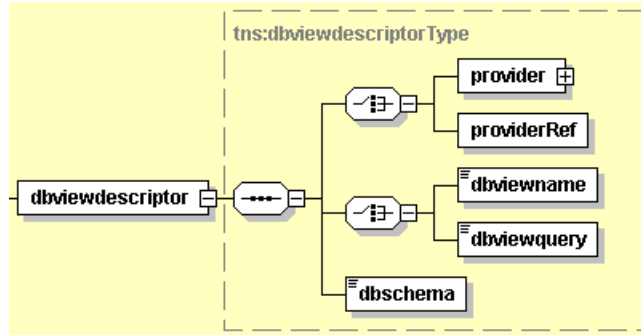 tns:dbviewdescriptorType
provider
providerRef
dbviewdescriptor
dbviewname
dbviewquery
dbschema